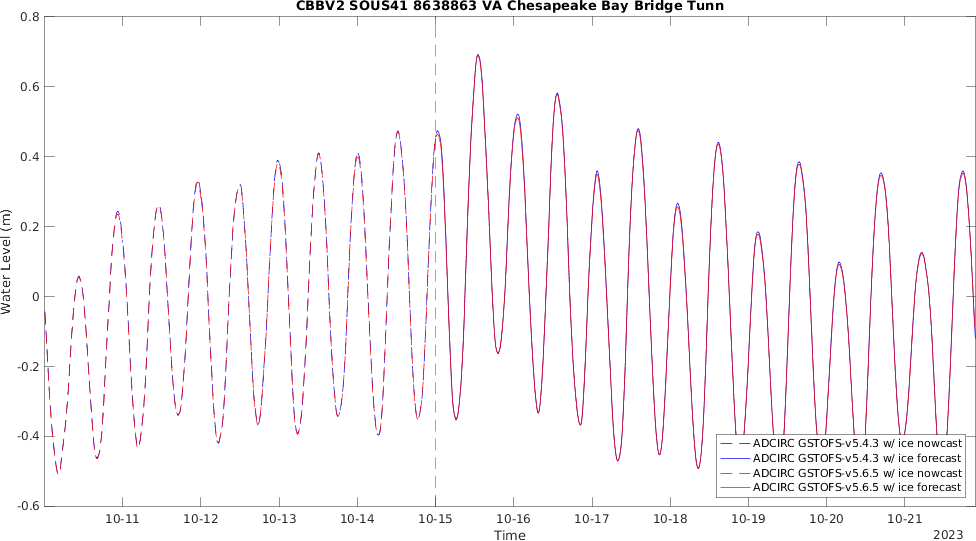 CBBV2 SOUS41 8638863 VA Chesapeake Bay Bridge Tunn
0.8
0.6
0.4
0.2
0
-0.2
-0.4
-0.6
Water Level (m)
ADCIRC GSTOFS-v5.4.3 w/ ice nowcast
ADCIRC GSTOFS-v5.4.3 w/ ice forecast
ADCIRC GSTOFS-v5.6.5 w/ ice nowcast
ADCIRC GSTOFS-v5.6.5 w/ ice forecast
10-11 10-12 10-13 10-14 10-15 10-16 10-17 10-18 10-19 10-20 10-21
Time
2023